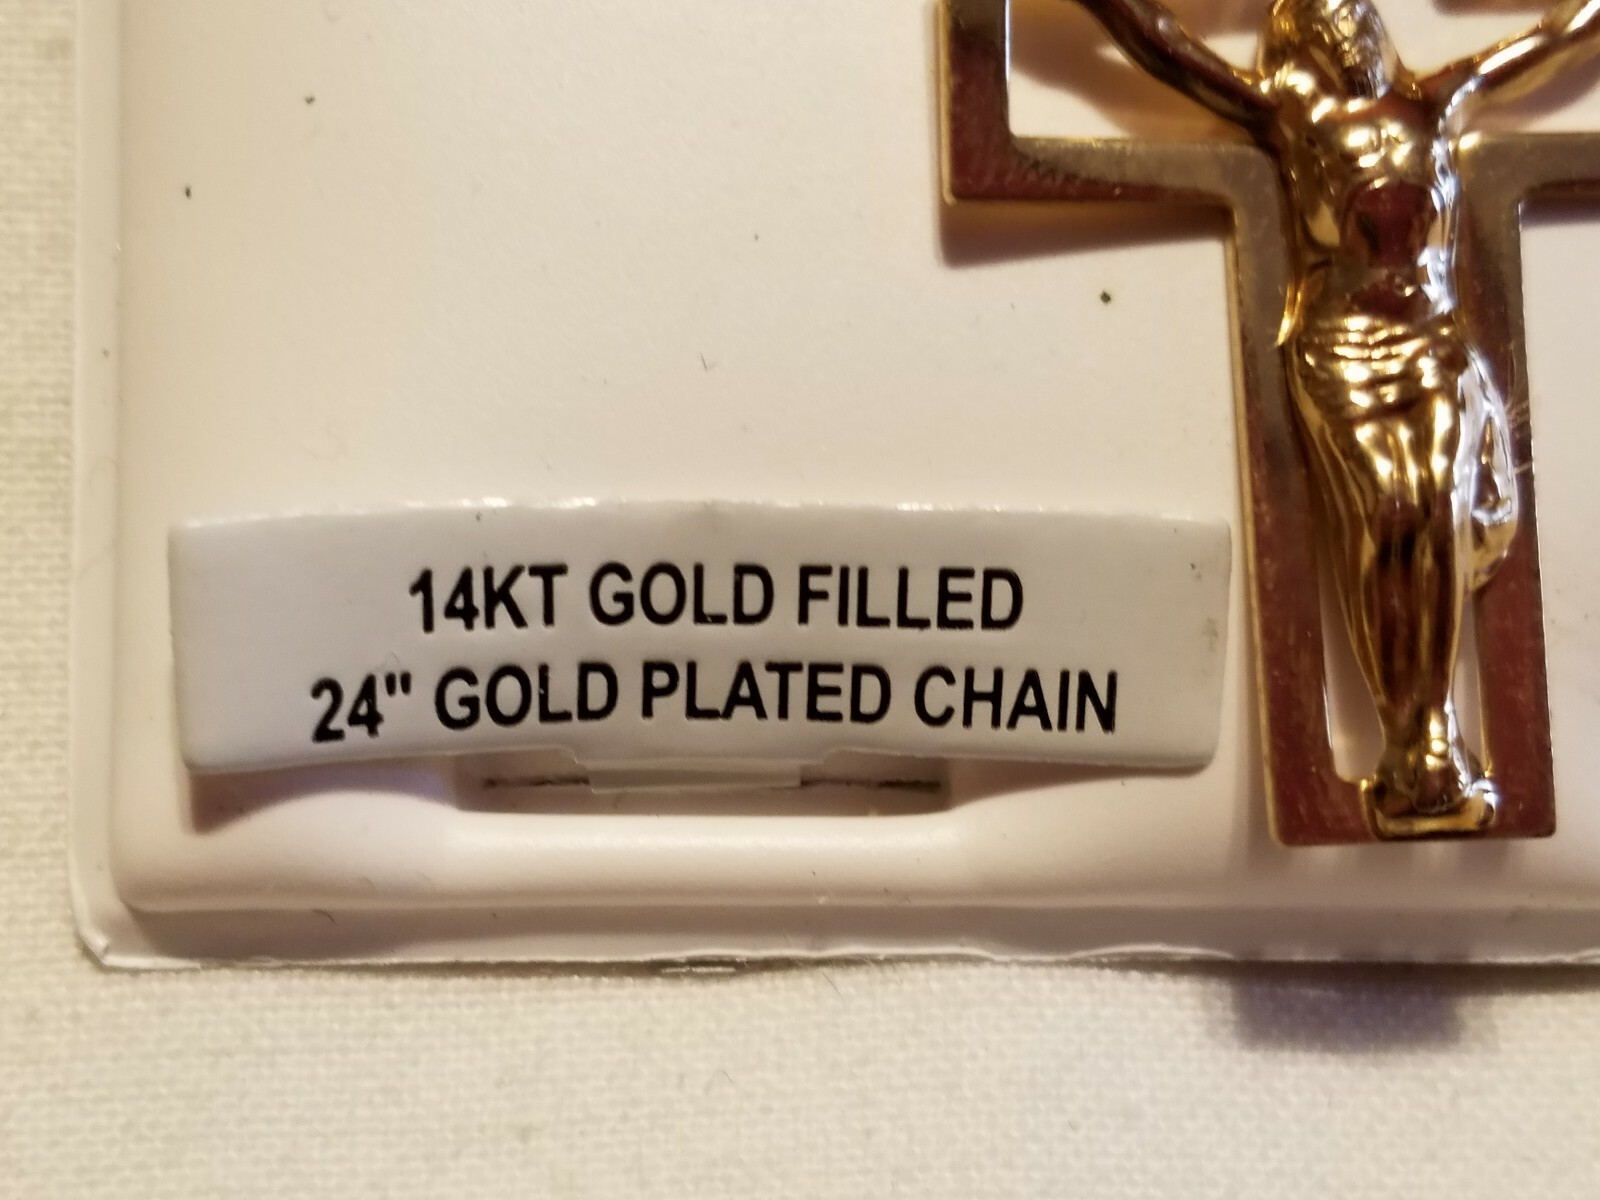 14KT GOLD FILLED
24" GOLD PLATED CHAIN